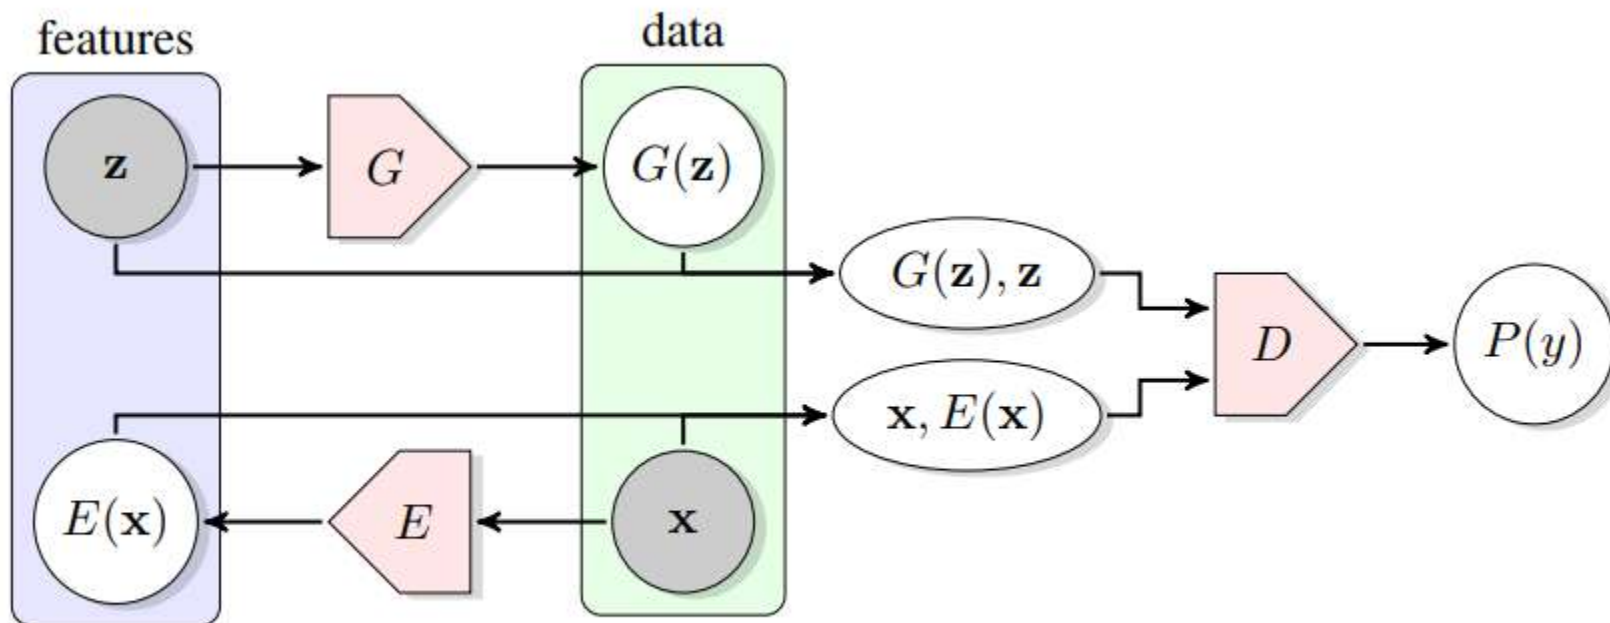 features
data
z
G
G(z)
G(z), z
D
P(y)
x, E(x)
E(x)
E
x